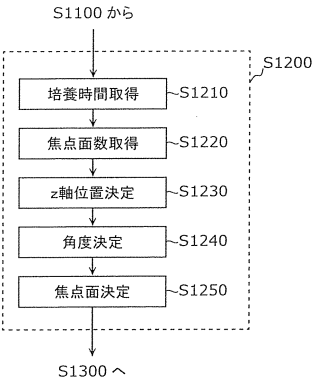 S1100 から
S1200
培養時間取得 S1210
焦点面数取得 S1220
z軸位置決定 S1230
角度決定 S1240
焦点面決定 S1250
S1300 へ